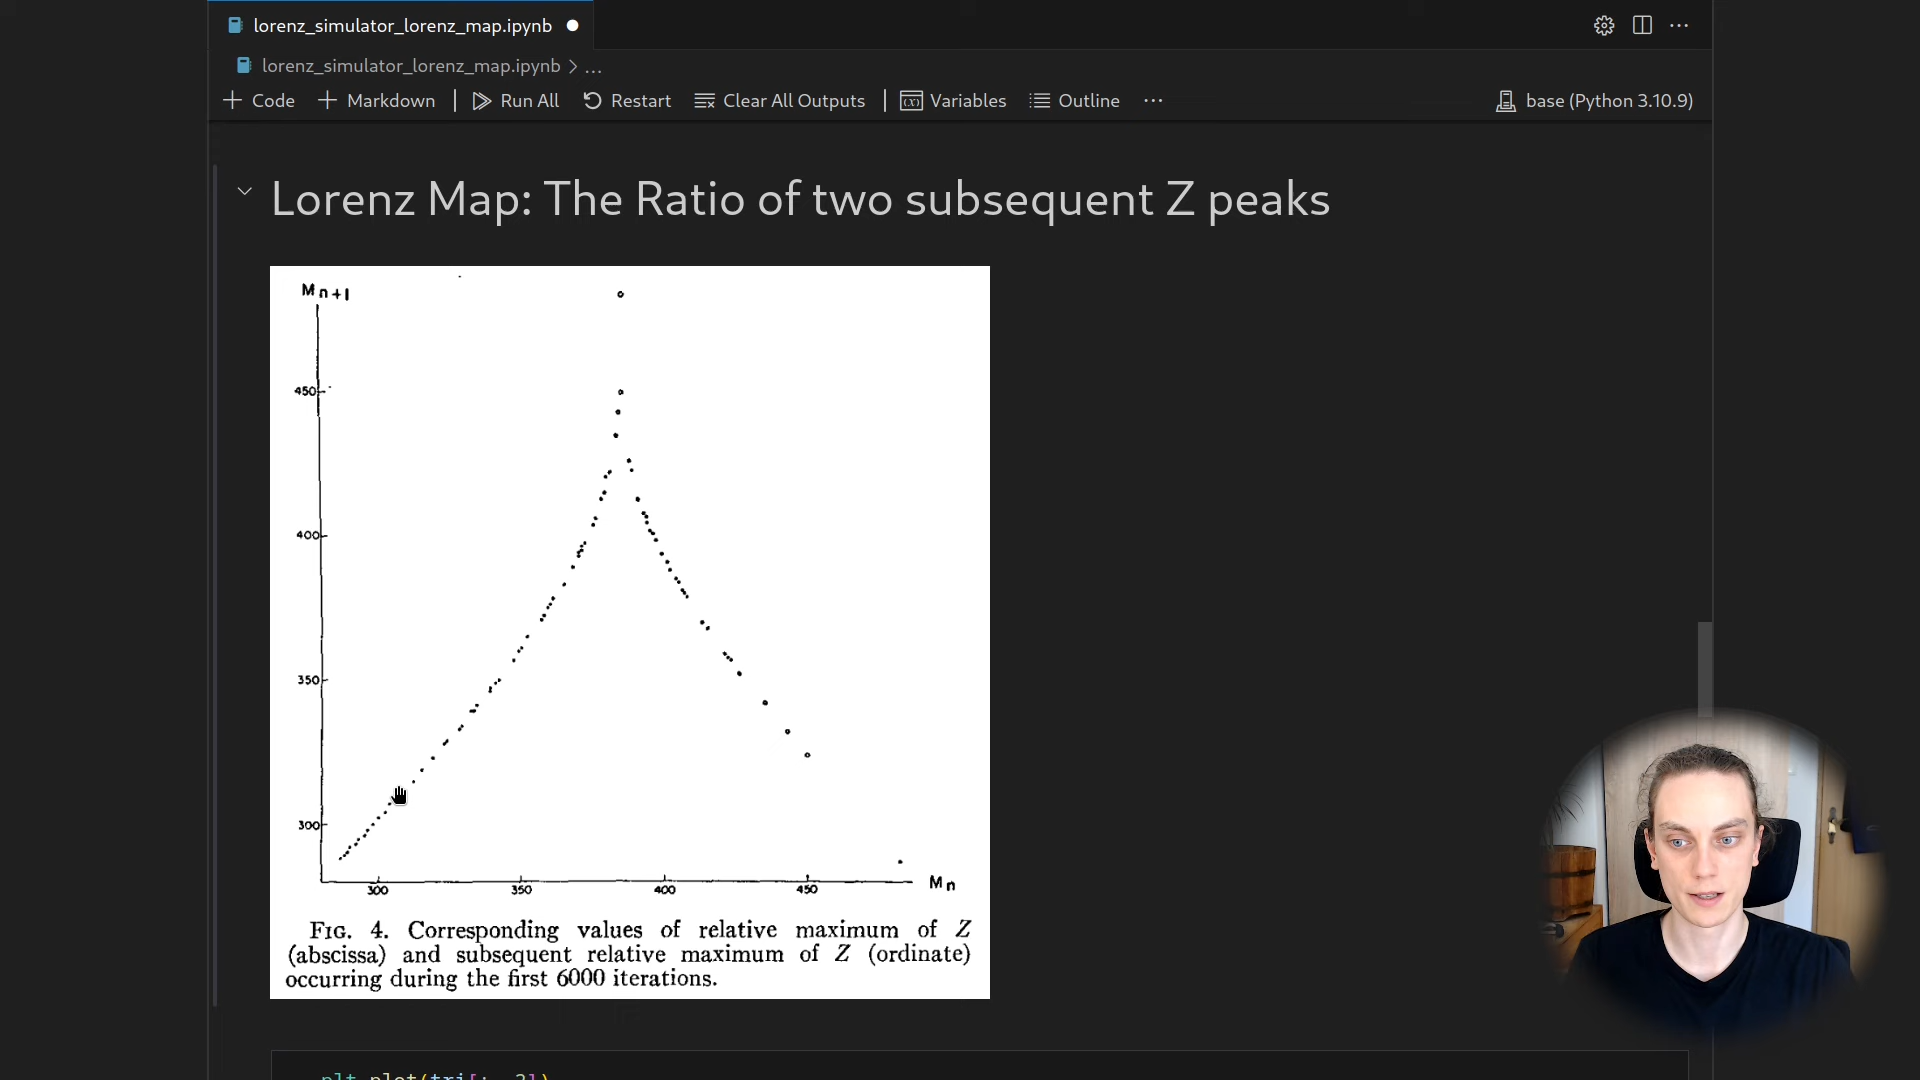 lorenz_simulator_lorenz_map.ipynb
lorenz_simulator_lorenz_map.ipynb > ...
+ Code + Markdown | Run All Restart Clear All Outputs | Variables Outline ... base (Python 3.10.9)
Lorenz Map: The Ratio of two subsequent Z peaks
Mn+1
450
400
350
300
300 350 400 450 Mn
FIG. 4. Corresponding values of relative maximum of Z
(abscissa) and subsequent relative maximum of Z (ordinate)
occurring during the first 6000 iterations.